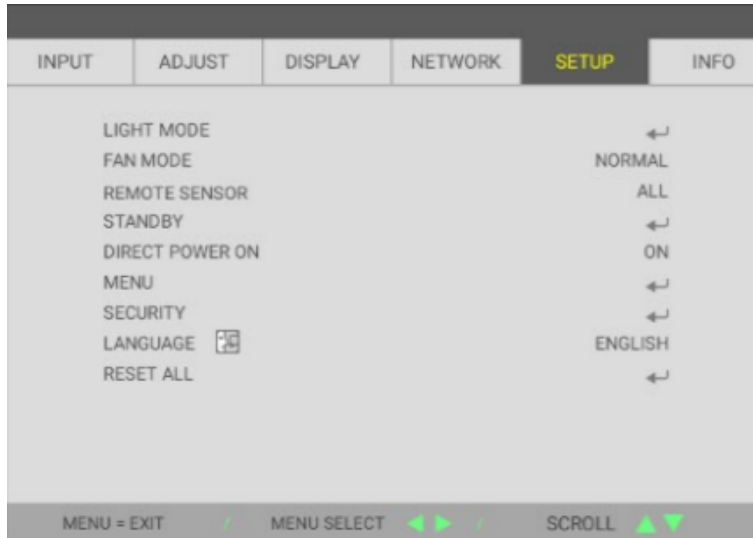 INPUT ADJUST DISPLAY NETWORK SETUP INFO
LIGHT MODE
FAN MODE NORMAL
REMOTE SENSOR ALL
STANDBY
DIRECT POWER ON ON
MENU
SECURITY
LANGUAGE ENGLISH
RESET ALL
MENU = EXIT / MENU SELECT ◀ ▶ / SCROLL ▲ ▼